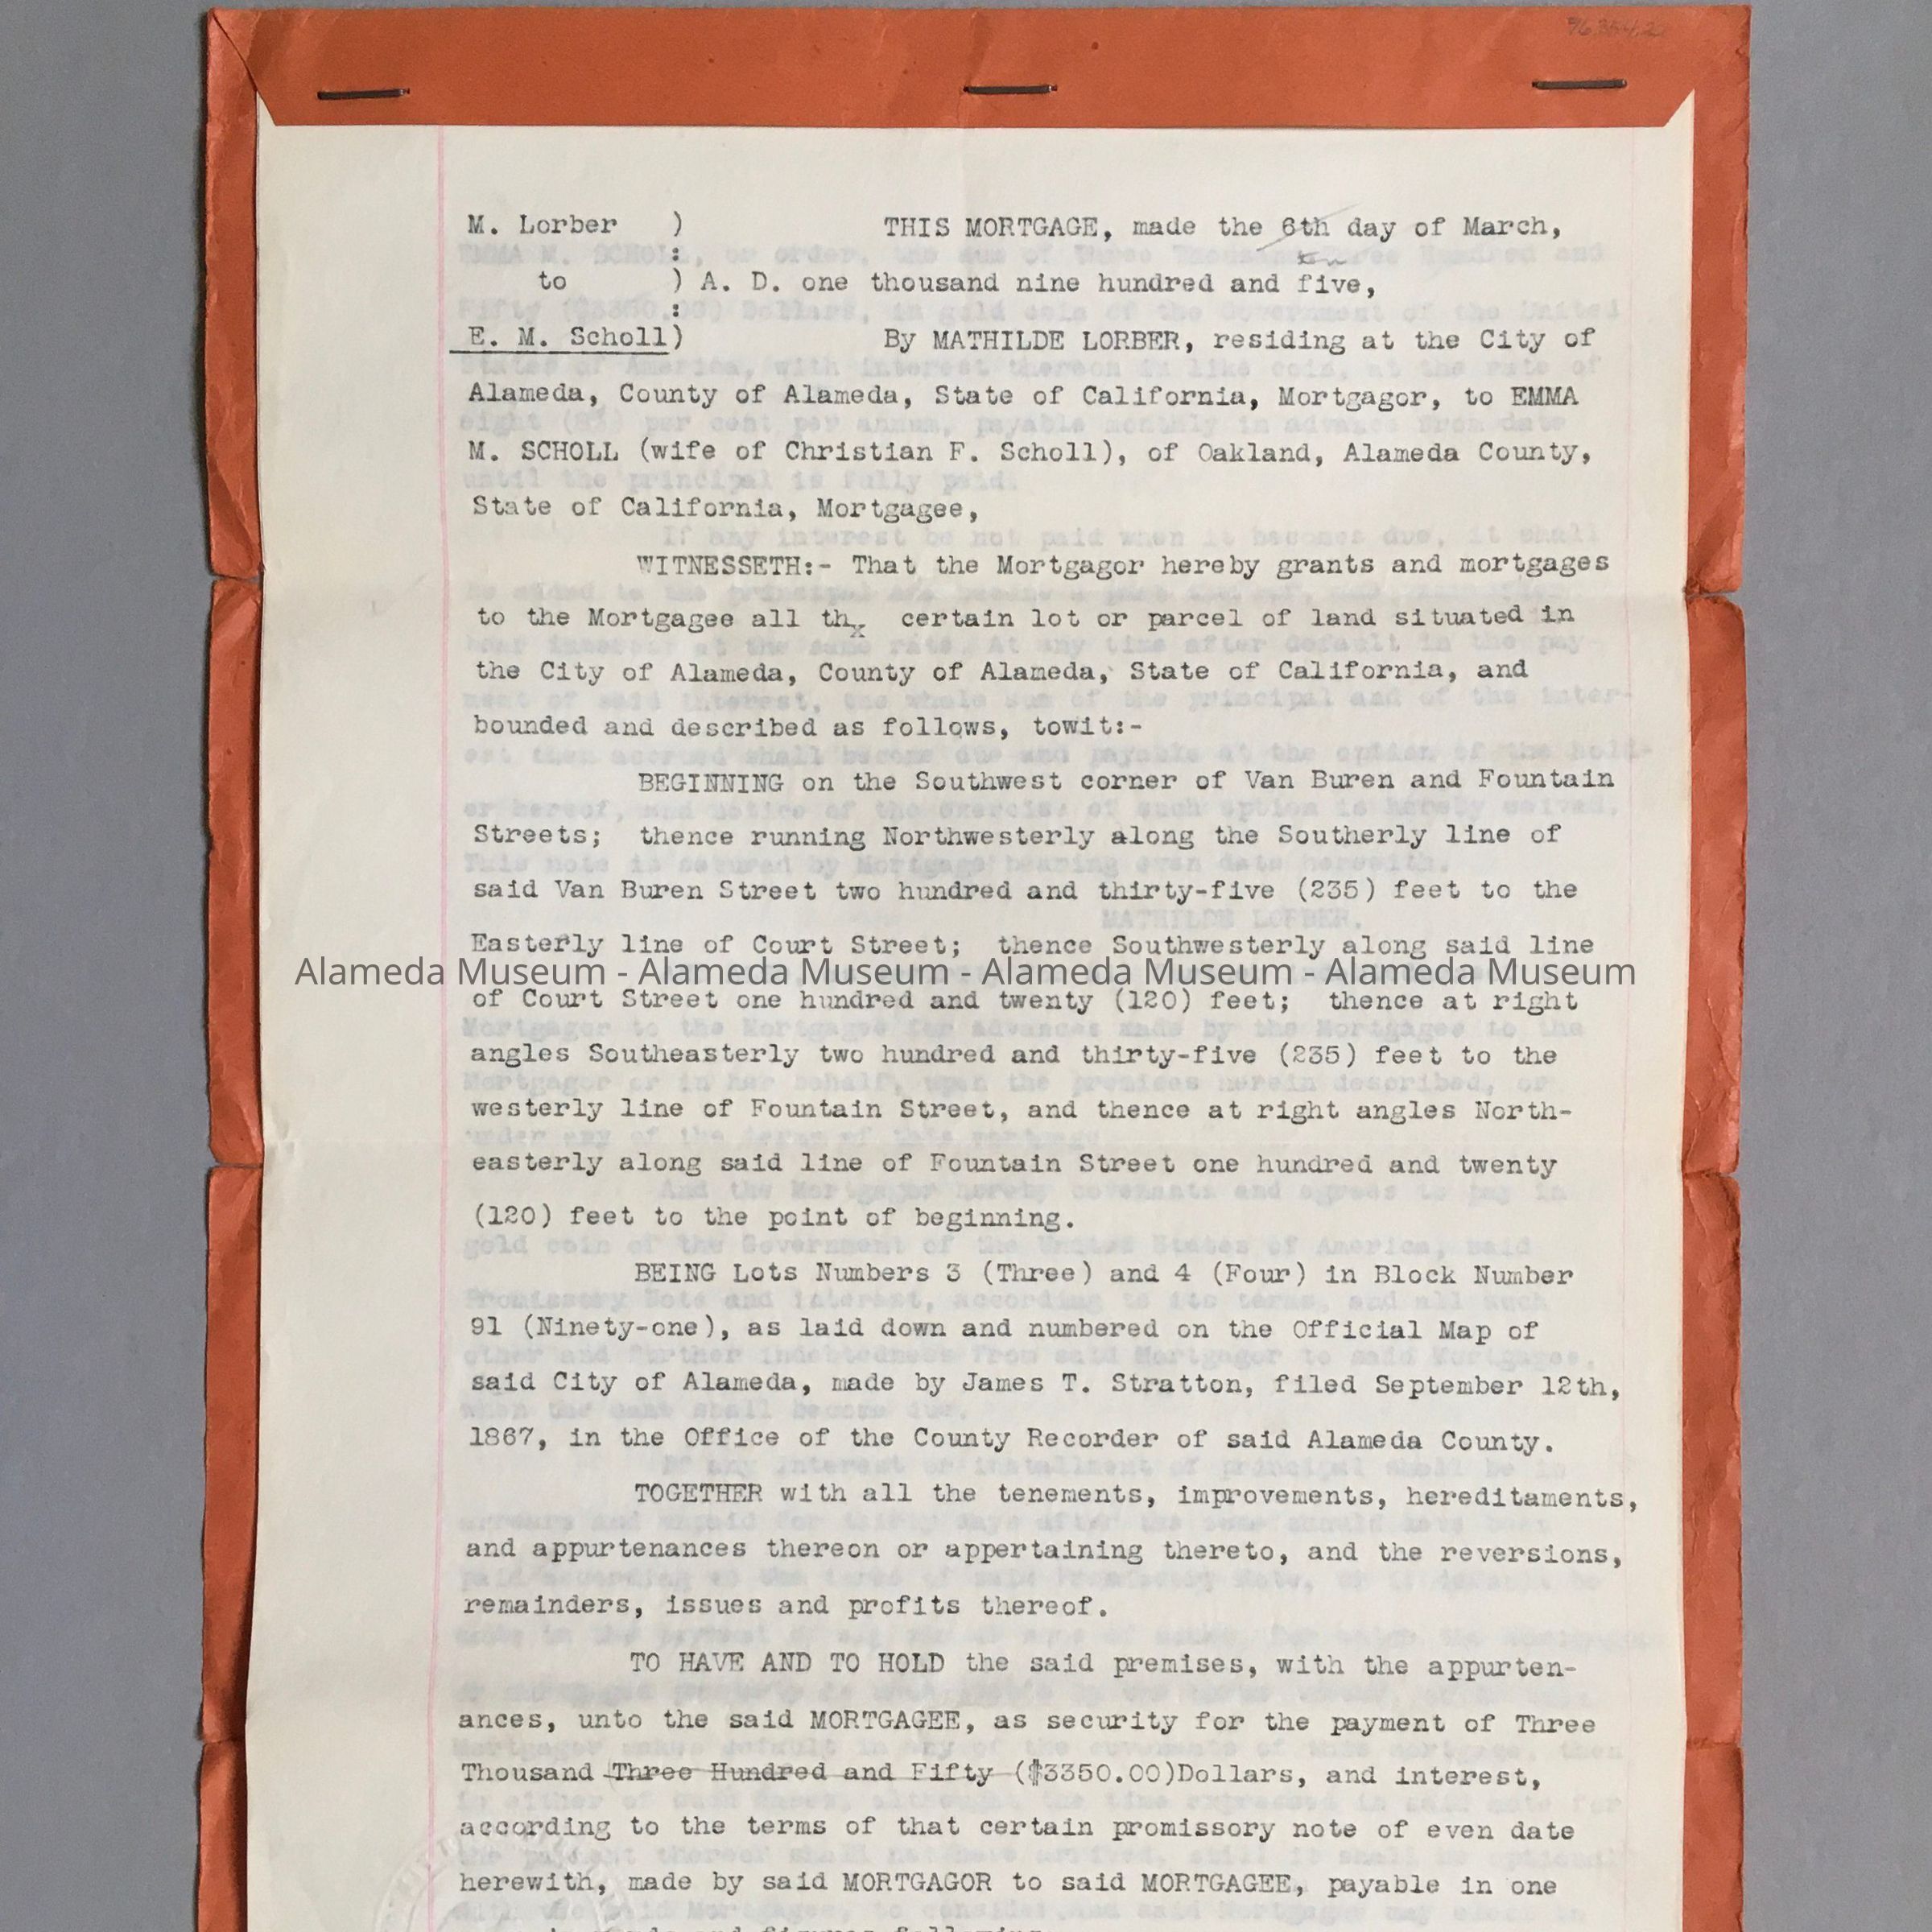 M. Lorber ) THIS MORTGAGE, made the 6th day of March,
:
to ) A. D. one thousand nine hundred and five,
:
E. M. Scholl) By MATHILDE LORBER, residing at the City of
Alameda, County of Alameda, State of California, Mortgagor, to EMMA
M. SCHOLL (wife of Christian F. Scholl), of Oakland, Alameda County,
State of California, Mortgagee,
WITNESSETH:- That the Mortgagor hereby grants and mortgages
to the Mortgagee all thx certain lot or parcel of land situated in
the City of Alameda, County of Alameda, State of California, and
bounded and described as follows, towit:-
BEGINNING on the Southwest corner of Van Buren and Fountain
Streets; thence running Northwesterly along the Southerly line of
said Van Buren Street two hundred and thirty-five (235) feet to the
Easterly line of Court Street; thence Southwesterly along said line
Alameda Museum - Alameda Museum - Alameda Museum - Alameda Museum
of Court Street one hundred and twenty (120) feet; thence at right
angles Southeasterly two hundred and thirty-five (235) feet to the
westerly line of Fountain Street, and thence at right angles North-
easterly along said line of Fountain Street one hundred and twenty
(120) feet to the point of beginning.
BEING Lots Numbers 3 (Three) and 4 (Four) in Block Number
91 (Ninety-one), as laid down and numbered on the Official Map of
said City of Alameda, made by James T. Stratton, filed September 12th,
1867, in the Office of the County Recorder of said Alameda County.
TOGETHER with all the tenements, improvements, hereditaments,
and appurtenances thereon or appertaining thereto, and the reversions,
remainders, issues and profits thereof.
TO HAVE AND TO HOLD the said premises, with the appurten-
ances, unto the said MORTGAGEE, as security for the payment of Three
Thousand Three Hundred and Fifty ($3350.00)Dollars, and interest,
according to the terms of that certain promissory note of even date
herewith, made by said MORTGAGOR to said MORTGAGEE, payable in one